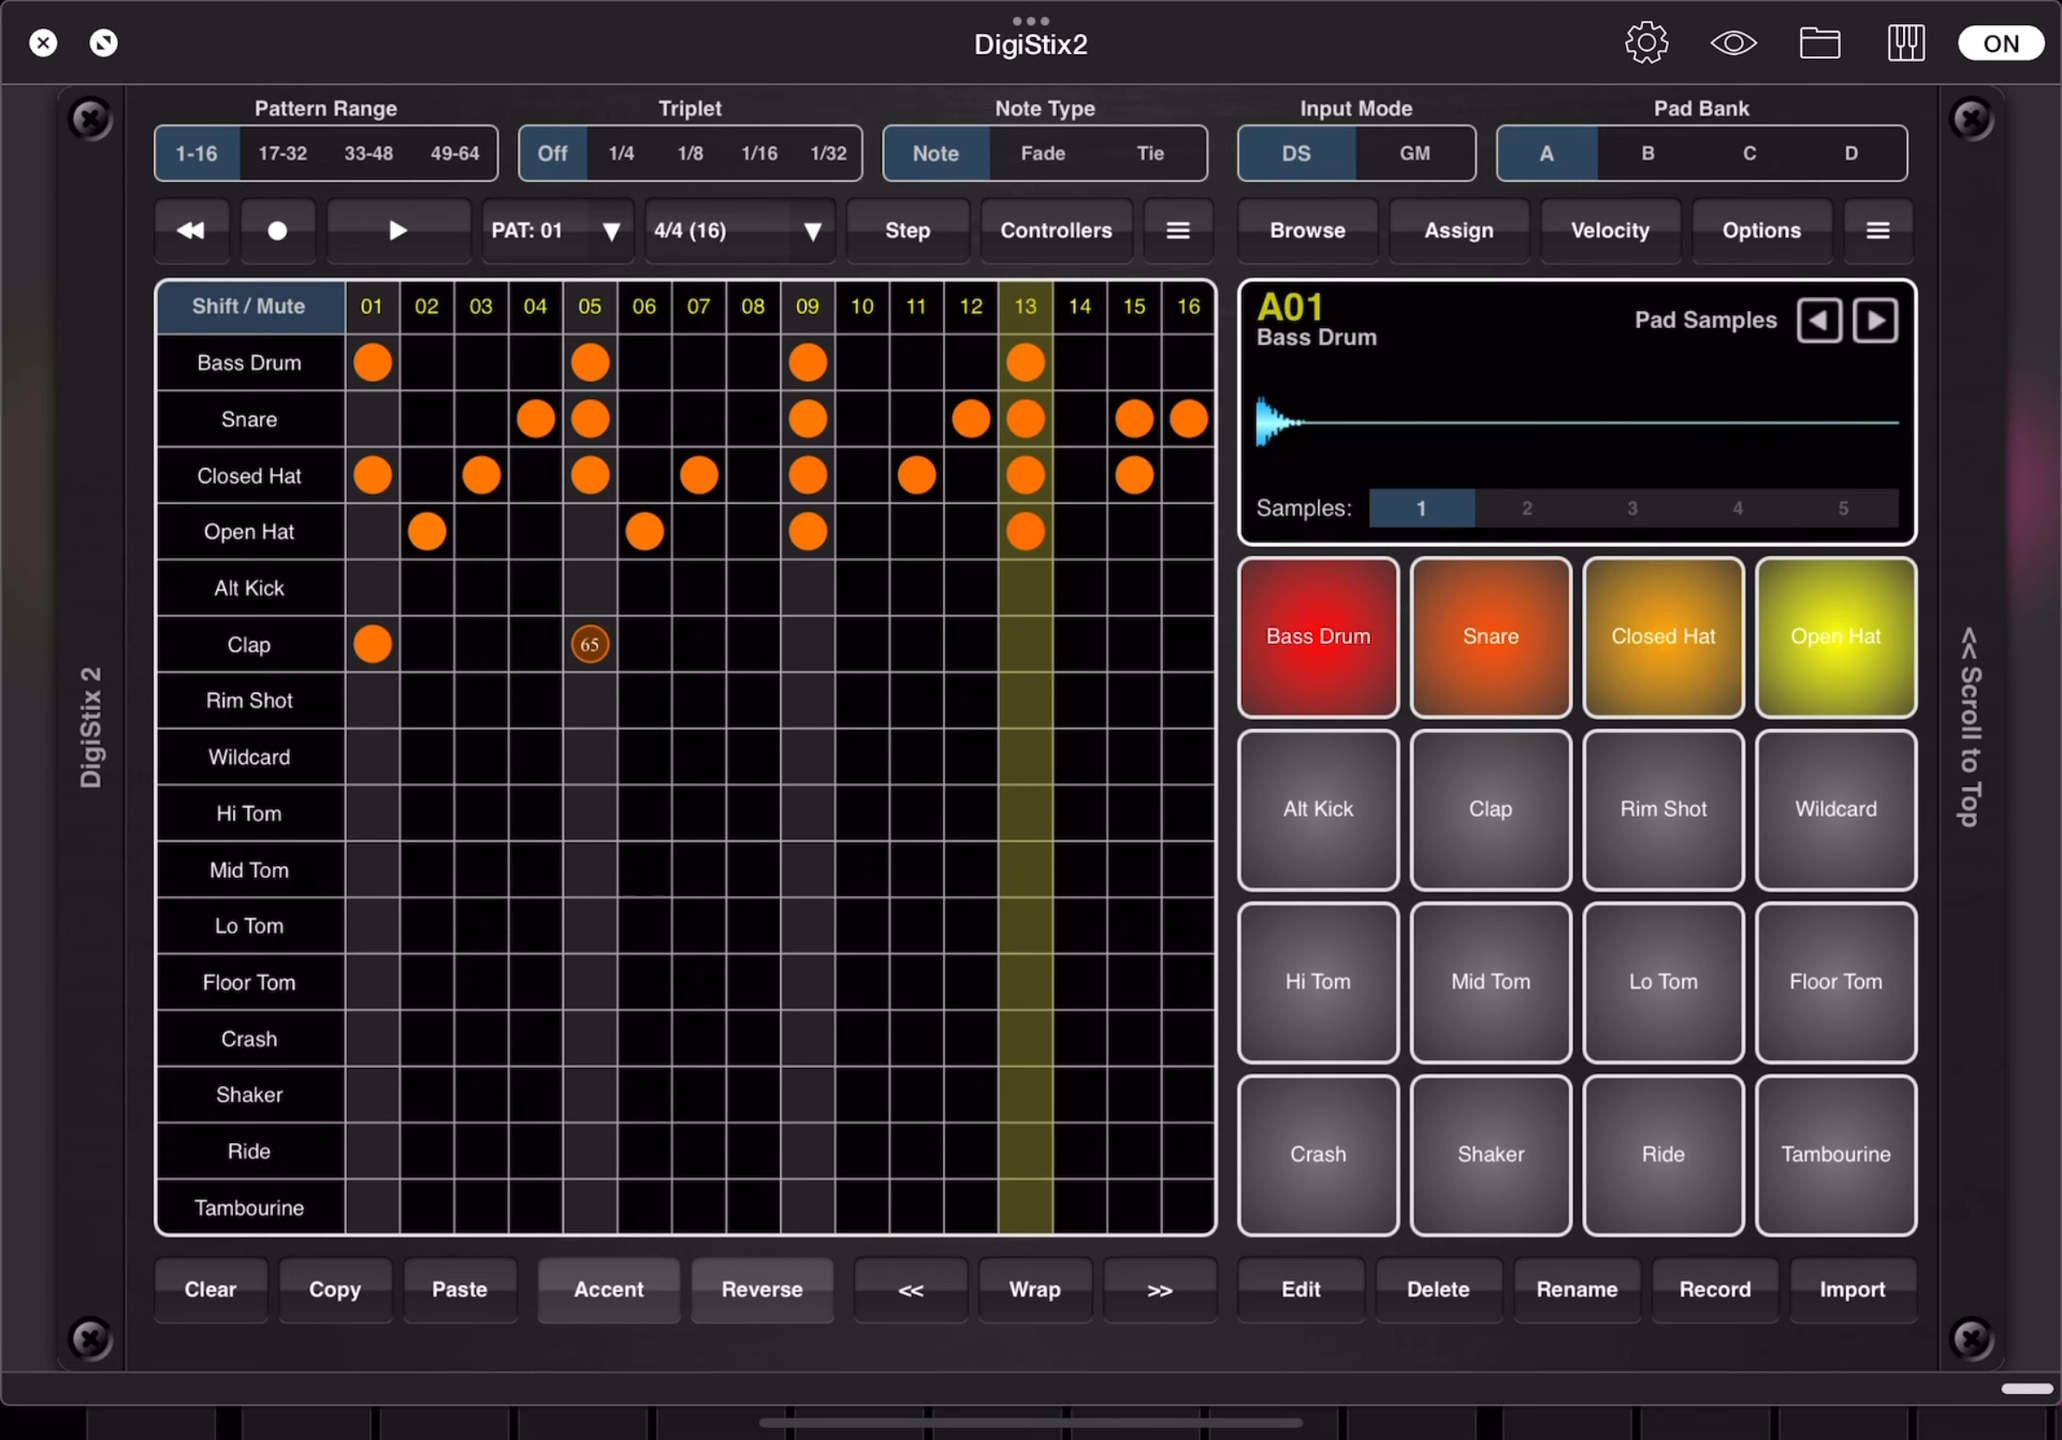 DigiStix2
ON
Pattern Range
Triplet
Note Type
Input Mode
Pad Bank
1-16 17-32 33-48 49-64
Off 1/4 1/8 1/16 1/32
Note Fade Tie
DS GM
A B C D
PAT: 01
4/4 (16)
Step
Controllers
Browse
Assign
Velocity
Options
Shift / Mute 01 02 03 04 05 06 07 08 09 10 11 12 13 14 15 16
Bass Drum
Snare
Closed Hat
Open Hat
Alt Kick
Clap 65
Rim Shot
Wildcard
Hi Tom
Mid Tom
Lo Tom
Floor Tom
Crash
Shaker
Ride
Tambourine
A01
Bass Drum
Pad Samples
Samples: 1 2 3 4 5
Bass Drum Snare Closed Hat Open Hat
Alt Kick Clap Rim Shot Wildcard
Hi Tom Mid Tom Lo Tom Floor Tom
Crash Shaker Ride Tambourine
Clear Copy Paste Accent Reverse << Wrap >>
Edit Delete Rename Record Import
DigiStix 2
<< Scroll to Top